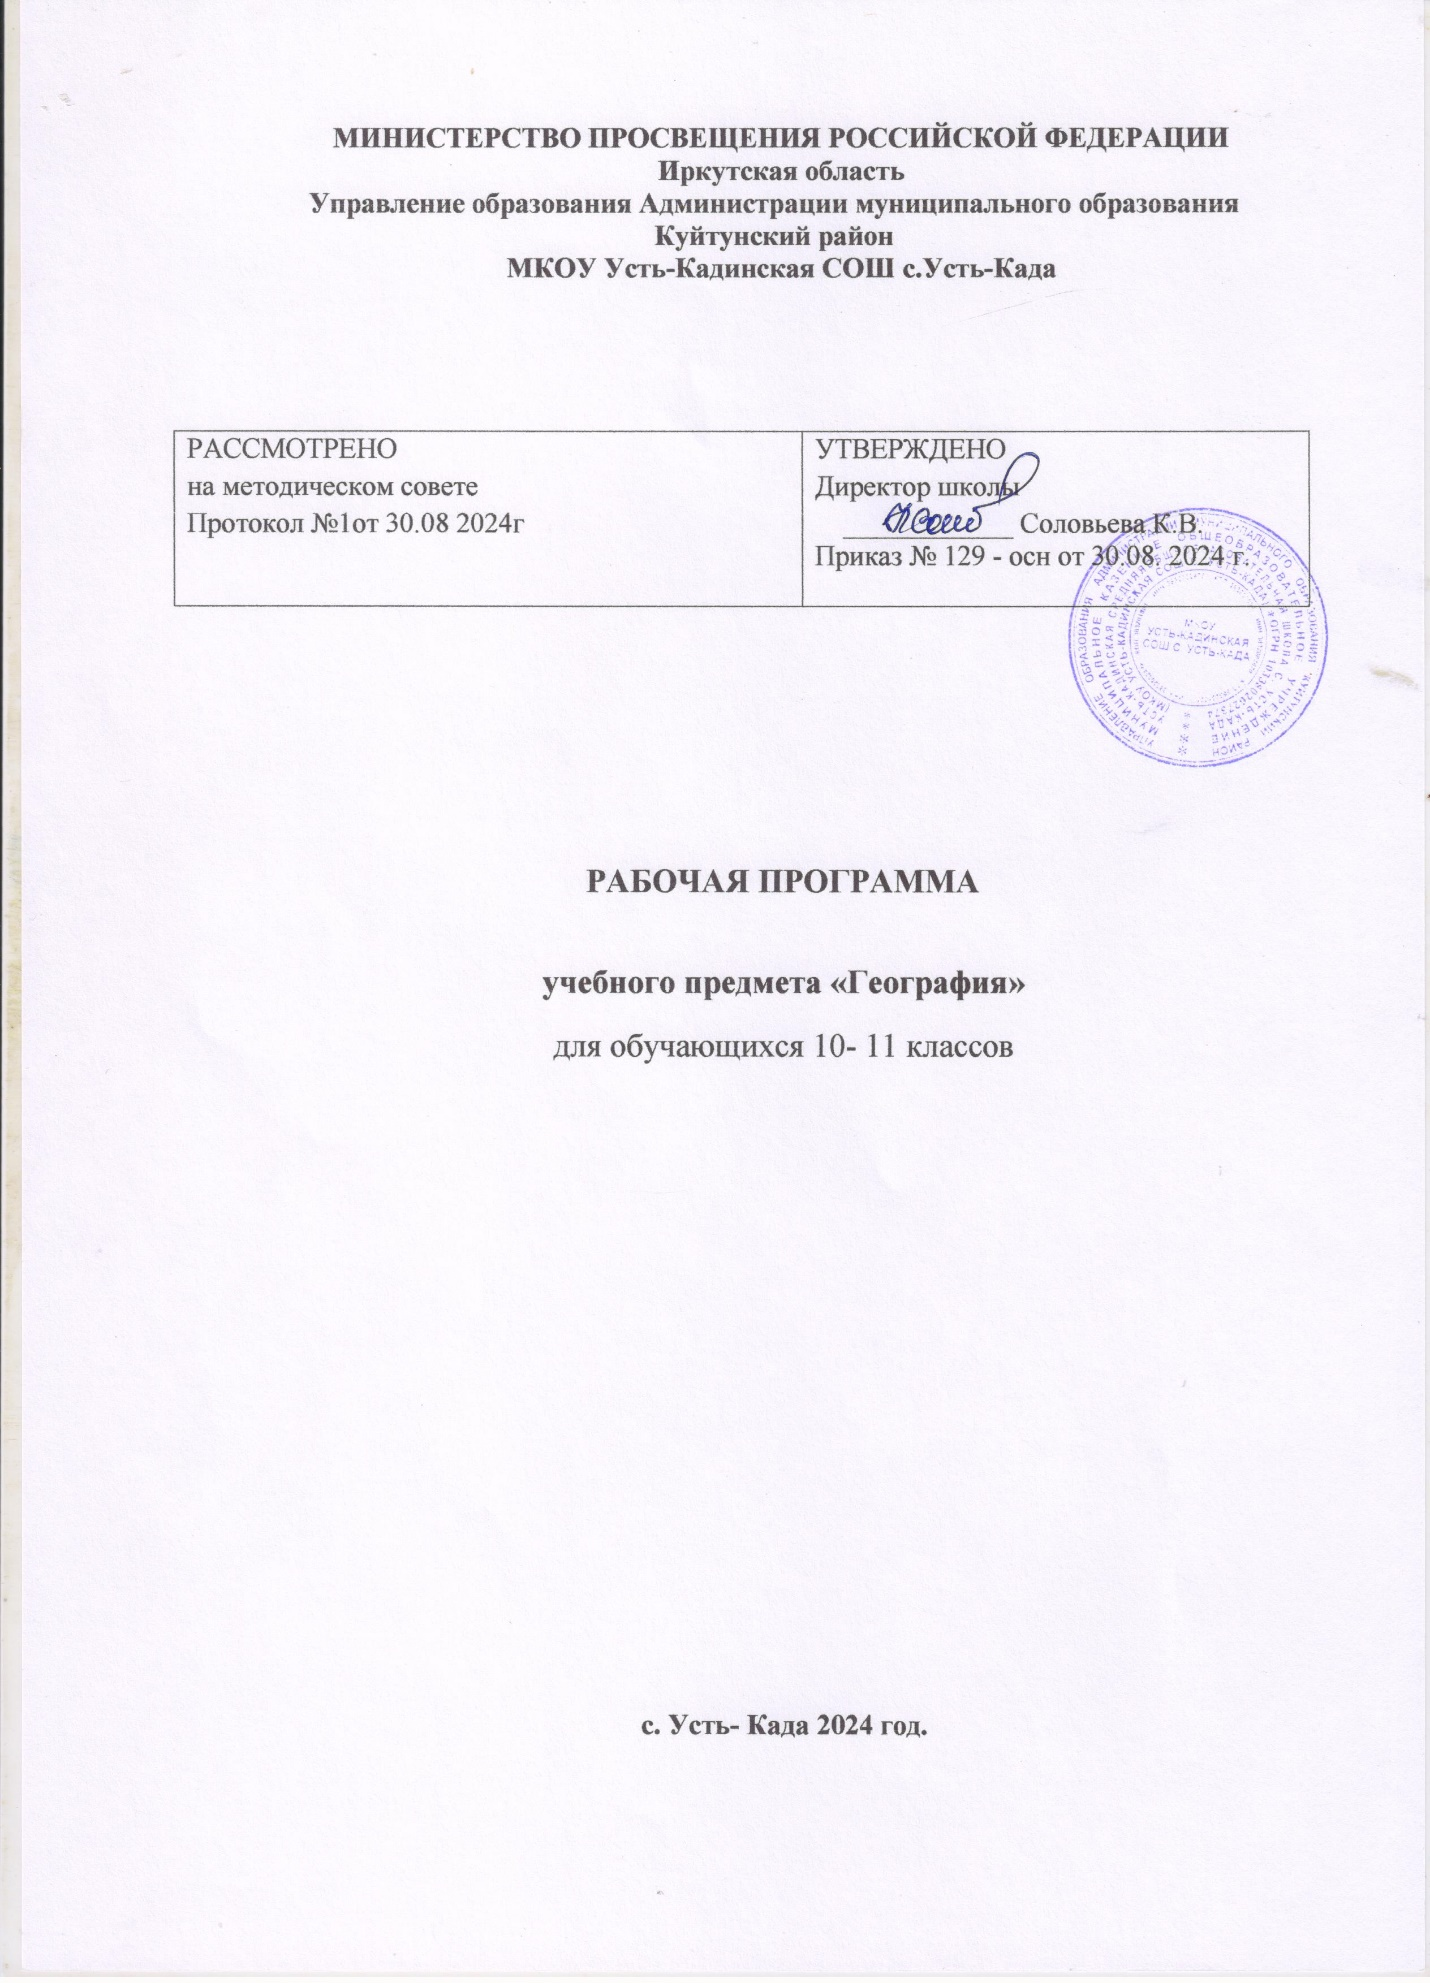 МИНИСТЕРСТВО ПРОСВЕЩЕНИЯ РОССИЙСКОЙ ФЕДЕРАЦИИ
Иркутская область
Управление образования Администрации муниципального образования
Куйтунский район
МКОУ Усть-Кадинская СОШ с.Усть-Када
РАССМОТРЕНО
на методическом совете
Протокол №1от 30.08 2024г
УТВЕРЖДЕНО
Директор школы
____________ Соловьева К.В.
Приказ № 129 - осн от 30.08. 2024 г.
МКОУ
УСТЬ-КАДИНСКАЯ
СОШ С. УСТЬ-КАДА
РАБОЧАЯ ПРОГРАММА
учебного предмета «География»
для обучающихся 10- 11 классов
с. Усть- Када 2024 год.